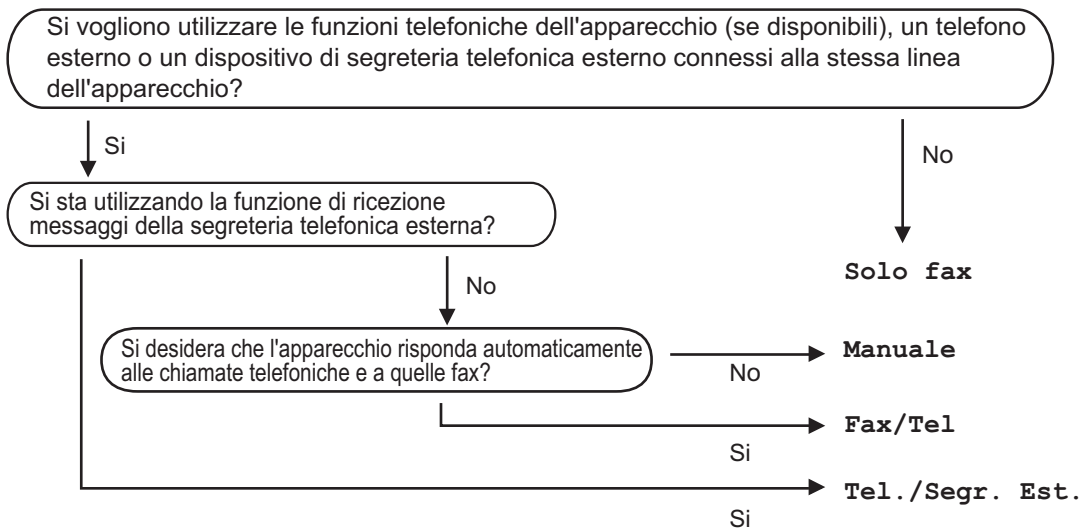 Si vogliono utilizzare le funzioni telefoniche dell'apparecchio (se disponibili), un telefono
esterno o un dispositivo di segreteria telefonica esterno connessi alla stessa linea
dell'apparecchio?
Si
No
Si sta utilizzando la funzione di ricezione
messaggi della segreteria telefonica esterna?
Solo fax
No
Si desidera che l'apparecchio risponda automaticamente
alle chiamate telefoniche e a quelle fax?
No
Manuale
Si
Fax/Tel
Si
Tel./Segr. Est.